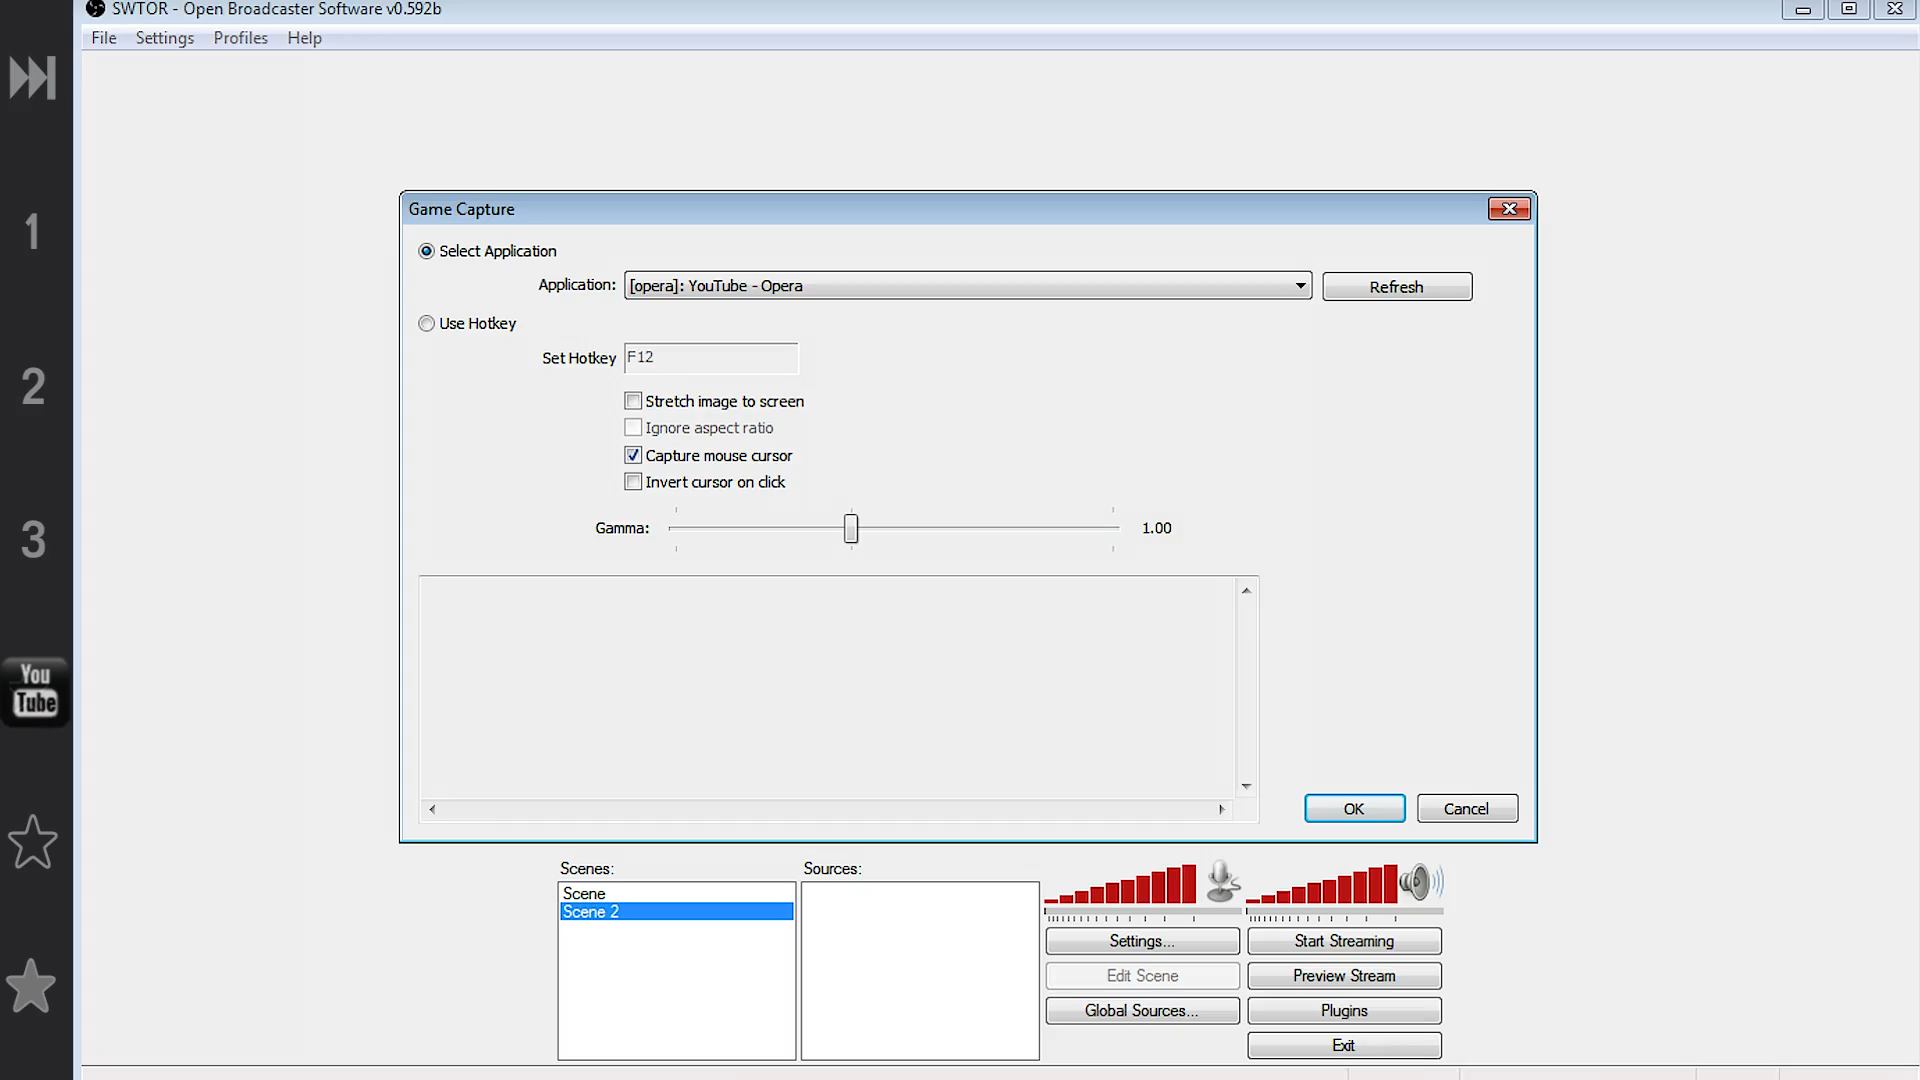 SWTOR - Open Broadcaster Software v0.592b
File Settings Profiles Help
1
2
3
You
Tube
Game Capture
Select Application
Application: [opera]: YouTube - Opera Refresh
Use Hotkey
Set Hotkey F12
Stretch image to screen
Ignore aspect ratio
Capture mouse cursor
Invert cursor on click
Gamma: 1.00
OK Cancel
Scenes: Sources:
Scene
Scene 2
Settings... Start Streaming
Edit Scene Preview Stream
Global Sources... Plugins
Exit